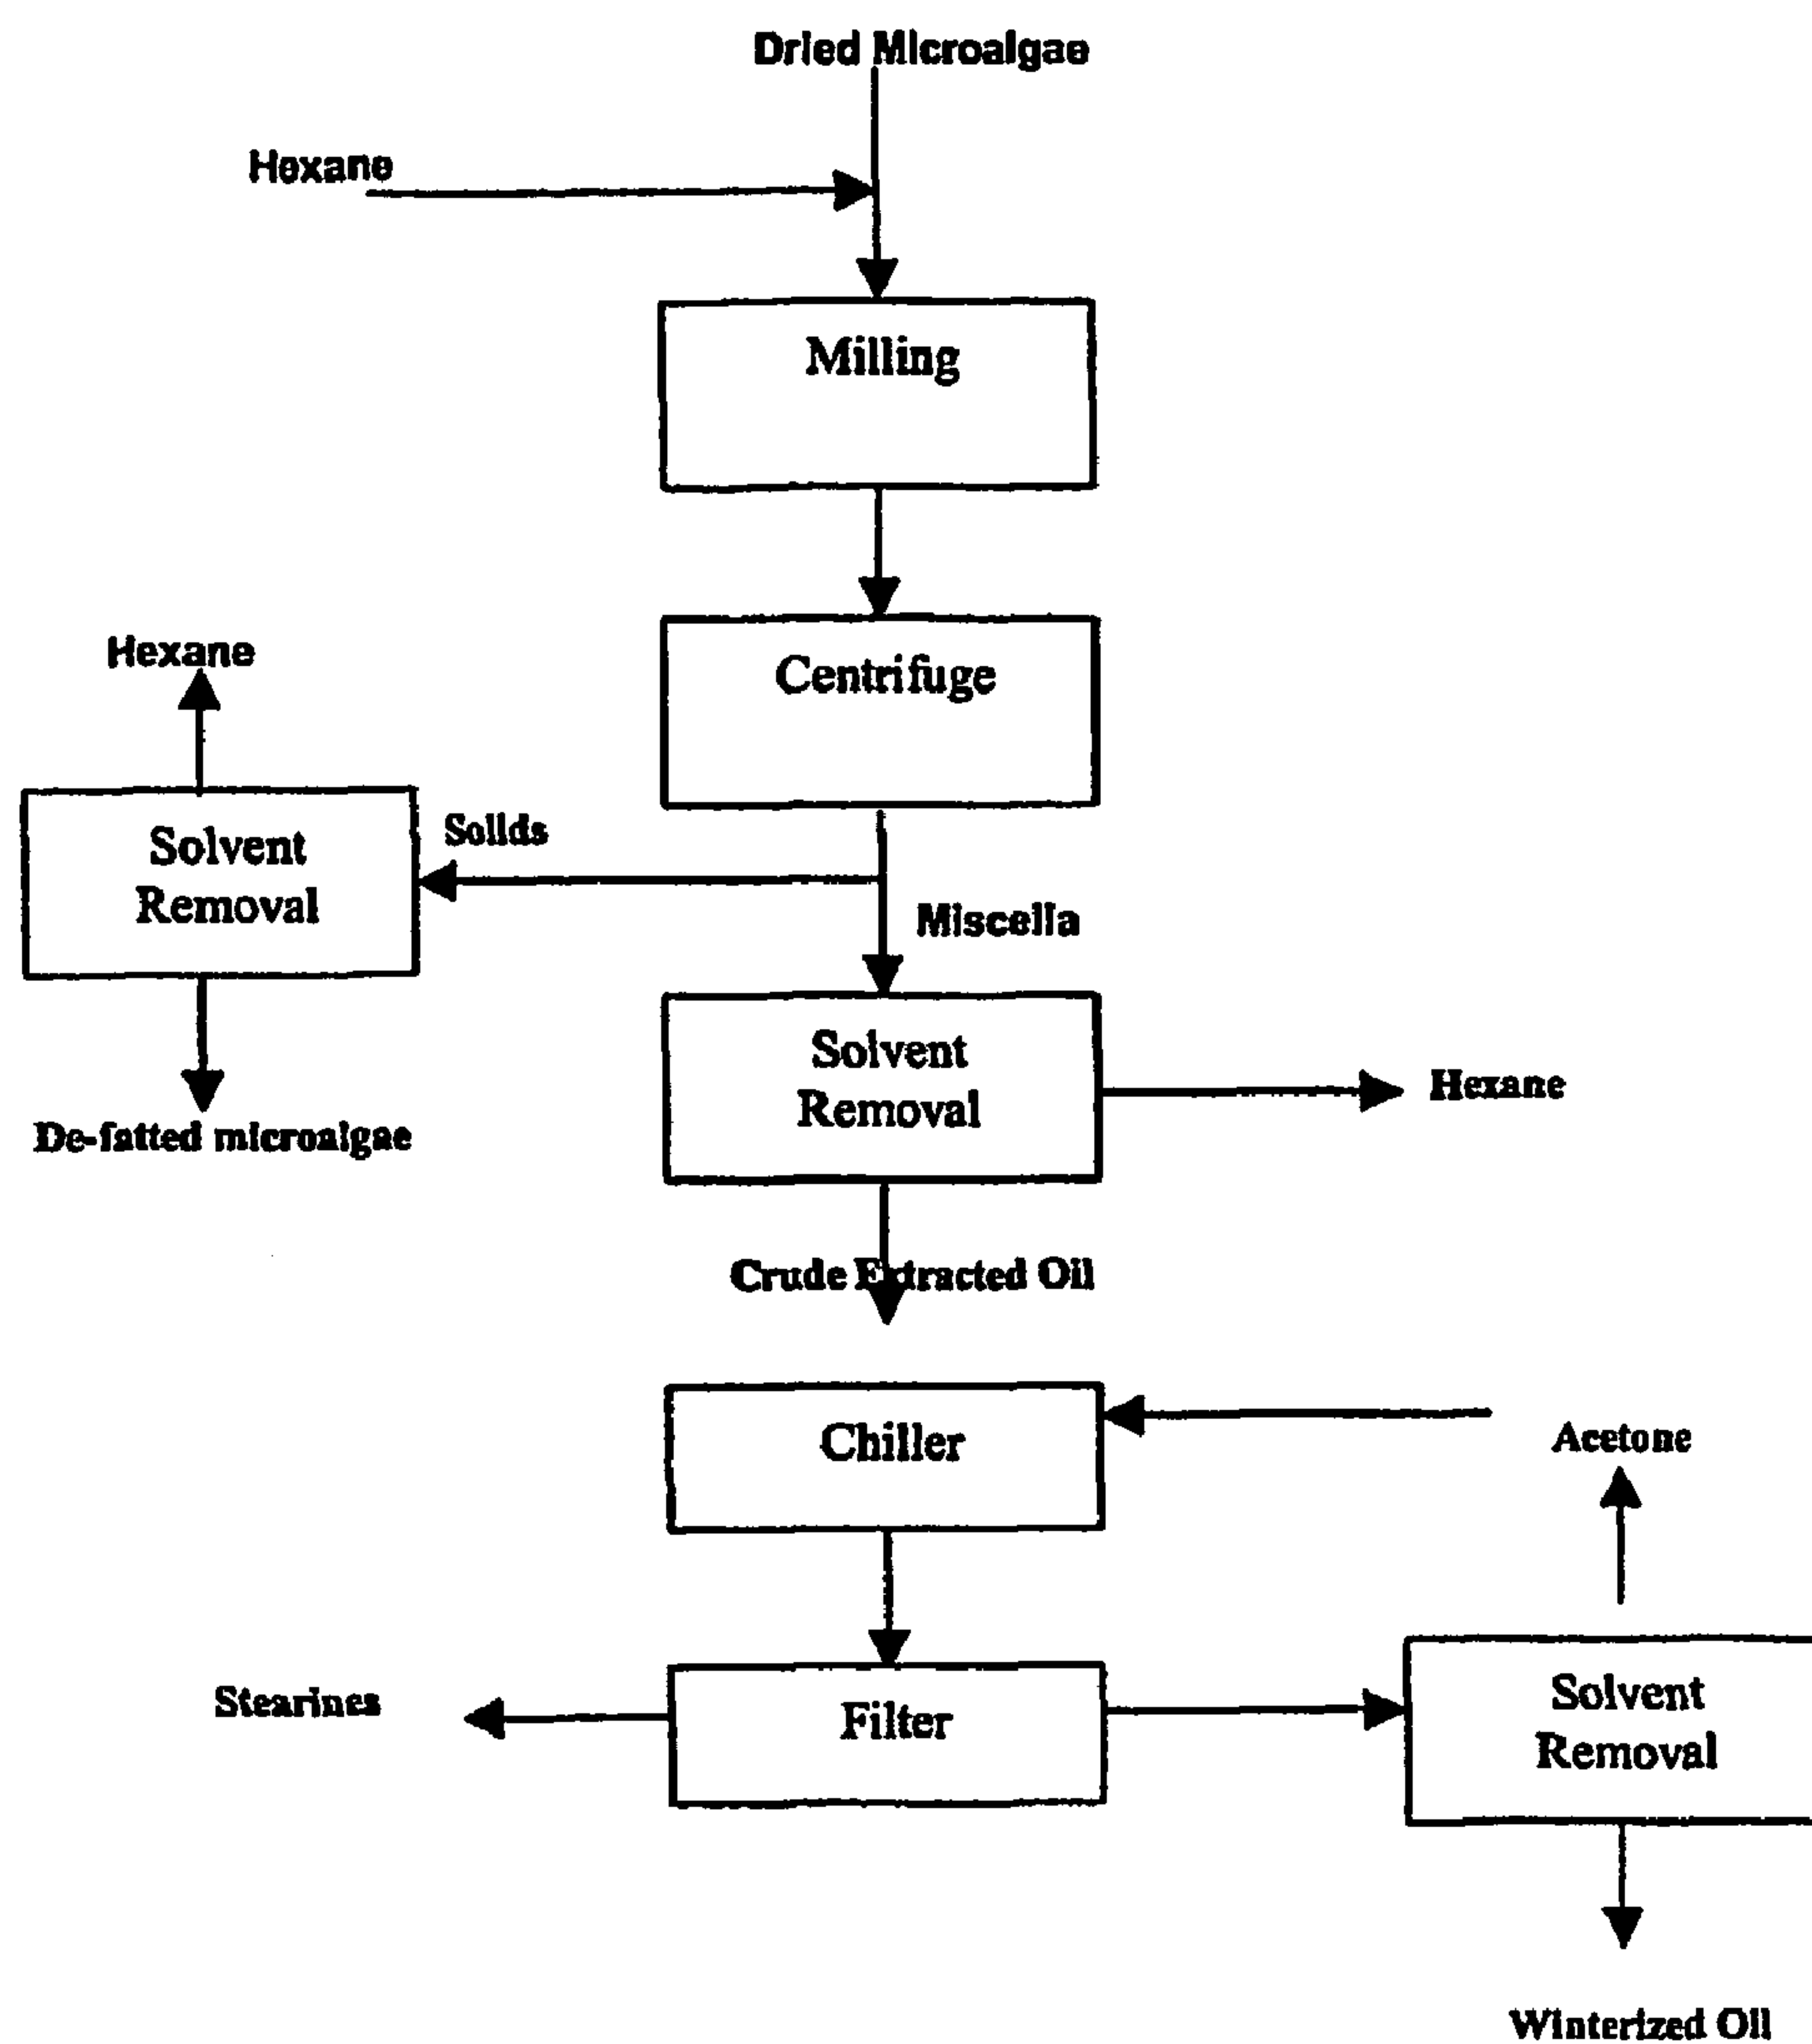 Dried Microalgae
Hexane
Milling
Centrifuge
Hexane
Solvent
Removal
Solids
Miscella
De-fatted microalgae
Solvent
Removal
Hexane
Crude Extracted Oil
Chiller
Acetone
Stearines
Filter
Solvent
Removal
Winterized Oil